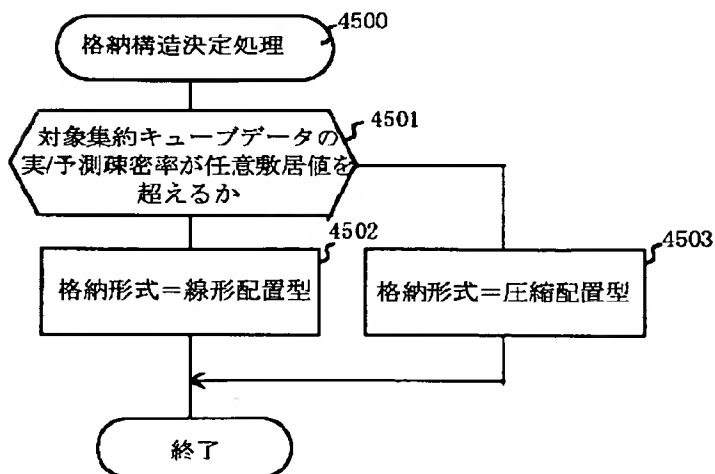 4500
格納構造決定処理
4501
対象集約キューブデータの
実/予測疎密率が任意敷居値を
超えるか
4502
格納形式＝線形配置型
4503
格納形式＝圧縮配置型
終了